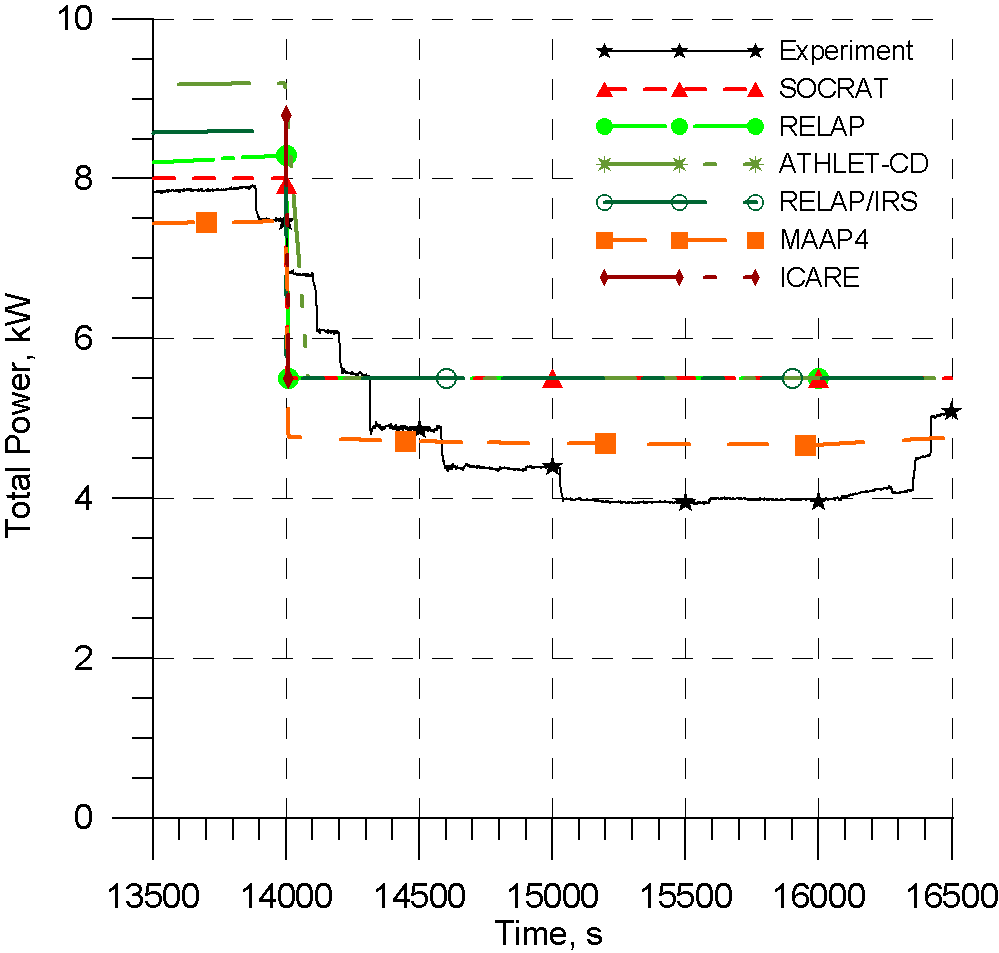 10
8
6
4
2
0
Total Power, kW
Experiment
SOCRAT
RELAP
ATHLET-CD
RELAP/IRS
MAAP4
ICARE
13500 14000 14500 15000 15500 16000 16500
Time, s